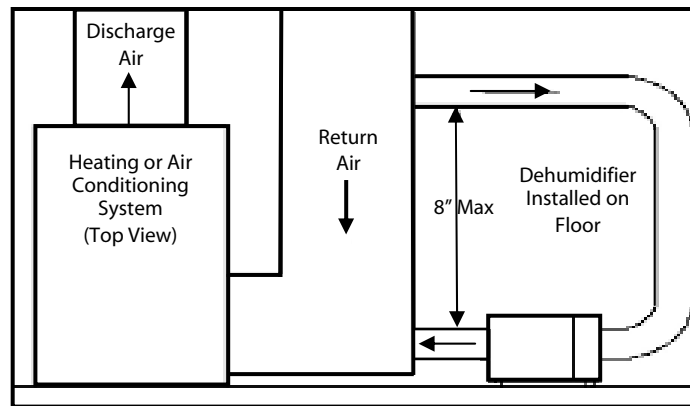 Discharge
Air
Heating or Air
Conditioning
System
(Top View)
Return
Air
8” Max
Dehumidifier
Installed on
Floor